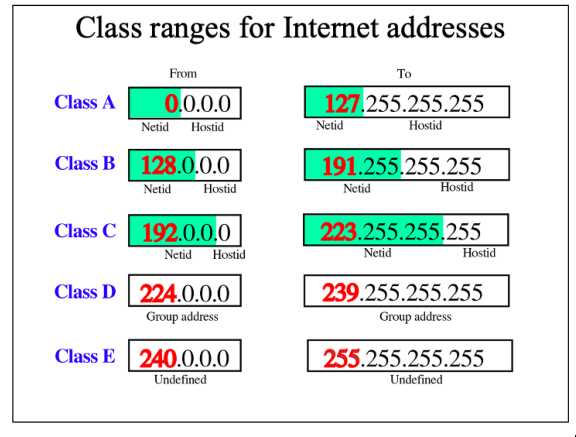 Class ranges for Internet addresses
From To
Class A 0.0.0.0 127.255.255.255
Netid Hostid Netid Hostid
Class B 128.0.0.0 191.255.255.255
Netid Hostid Netid Hostid
Class C 192.0.0.0 223.255.255.255
Netid Hostid Netid Hostid
Class D 224.0.0.0 239.255.255.255
Group address Group address
Class E 240.0.0.0 255.255.255.255
Undefined Undefined